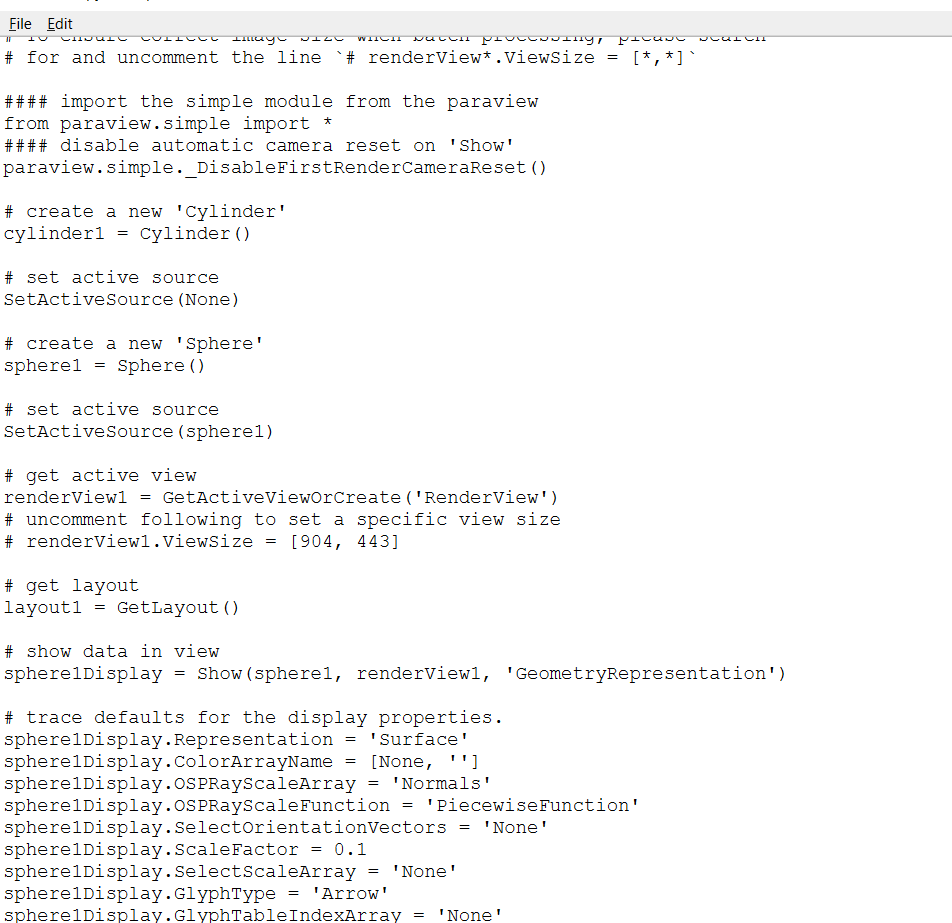 File Edit
# To ensure correct image size when batch processing, please search
# for and uncomment the line `# renderView*.ViewSize = [*,*]`
#### import the simple module from the paraview
from paraview.simple import *
#### disable automatic camera reset on 'Show'
paraview.simple._DisableFirstRenderCameraReset()
# create a new 'Cylinder'
cylinder1 = Cylinder()
# set active source
SetActiveSource(None)
# create a new 'Sphere'
sphere1 = Sphere()
# set active source
SetActiveSource(sphere1)
# get active view
renderView1 = GetActiveViewOrCreate('RenderView')
# uncomment following to set a specific view size
# renderView1.ViewSize = [904, 443]
# get layout
layout1 = GetLayout()
# show data in view
sphere1Display = Show(sphere1, renderView1, 'GeometryRepresentation')
# trace defaults for the display properties.
sphere1Display.Representation = 'Surface'
sphere1Display.ColorArrayName = [None, '']
sphere1Display.OSPRayScaleArray = 'Normals'
sphere1Display.OSPRayScaleFunction = 'PiecewiseFunction'
sphere1Display.SelectOrientationVectors = 'None'
sphere1Display.ScaleFactor = 0.1
sphere1Display.SelectScaleArray = 'None'
sphere1Display.GlyphType = 'Arrow'
sphere1Display.GlyphTableIndexArray = 'None'